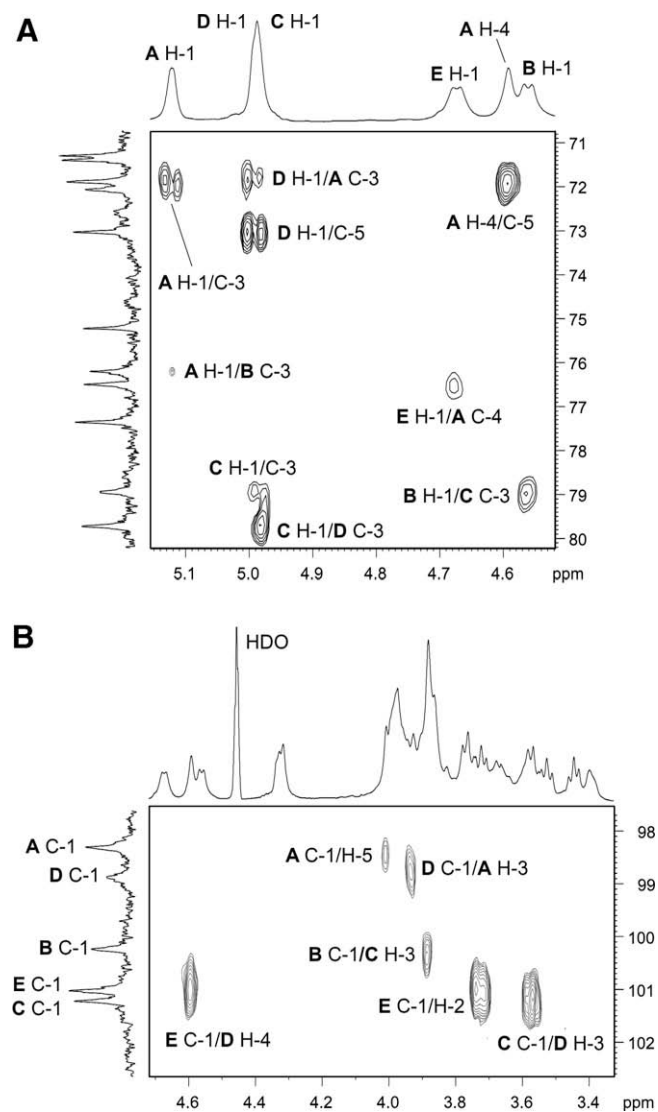 A
D H-1 C H-1
A H-1
A H-4
E H-1
B H-1
71
72
73
74
75
76
77
78
79
80
D H-1/A C-3
A H-4/C-5
D H-1/C-5
A H-1/C-3
A H-1/B C-3
E H-1/A C-4
C H-1/C-3
B H-1/C C-3
C H-1/D C-3
5.1 5.0 4.9 4.8 4.7 4.6 ppm
B
HDO
A C-1
D C-1
B C-1
E C-1
C C-1
98
99
100
101
102
A C-1/H-5
D C-1/A H-3
B C-1/C H-3
E C-1/H-2
E C-1/D H-4
C C-1/D H-3
4.6 4.4 4.2 4.0 3.8 3.6 3.4 ppm